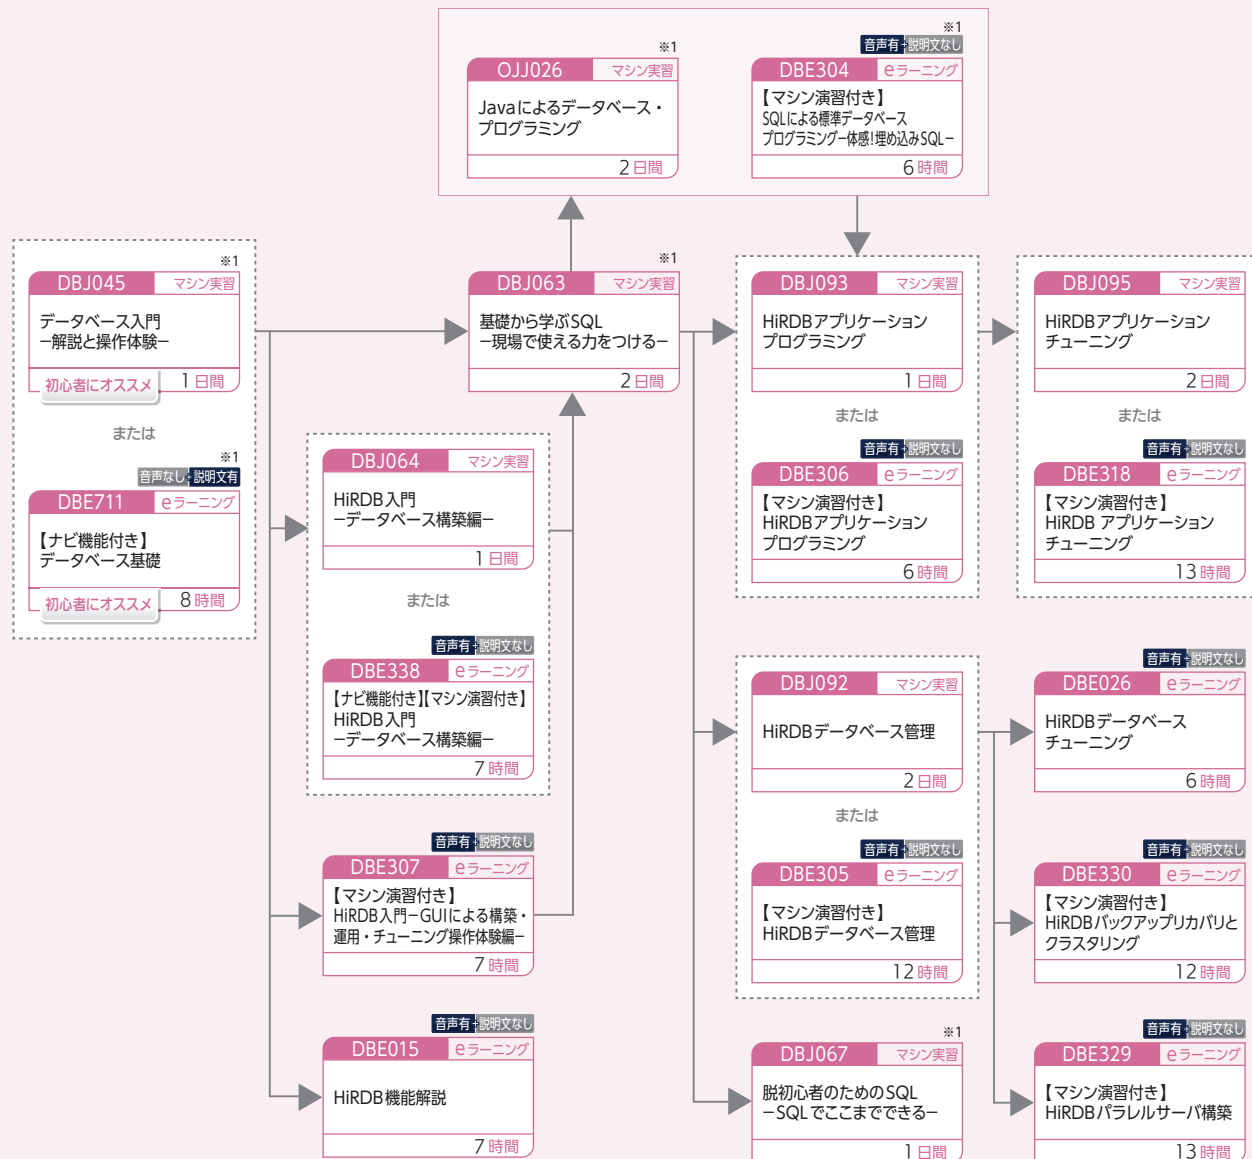 ※1
OJJ026 マシン実習
Javaによるデータベース・
プログラミング
2日間
※1
音声有+説明文なし
DBE304 eラーニング
【マシン演習付き】
SQLによる標準データベース
プログラミングー体感!埋め込みSQLー
6時間
※1
DBJ045 マシン実習
データベース入門
ー解説と操作体験ー
初心者にオススメ 1日間
または
※1
音声なし+説明文有
DBE711 eラーニング
【ナビ機能付き】
データベース基礎
初心者にオススメ 8時間
DBJ064 マシン実習
HiRDB入門
ーデータベース構築編ー
1日間
または
音声有+説明文なし
DBE338 eラーニング
【ナビ機能付き】【マシン演習付き】
HiRDB入門
ーデータベース構築編ー
7時間
音声有+説明文なし
DBE307 eラーニング
【マシン演習付き】
HiRDB入門ーGUIによる構築・
運用・チューニング操作体験編ー
7時間
音声有+説明文なし
DBE015 eラーニング
HiRDB機能解説
7時間
※1
DBJ063 マシン実習
基礎から学ぶSQL
ー現場で使える力をつけるー
2日間
DBJ093 マシン実習
HiRDBアプリケーション
プログラミング
1日間
または
音声有+説明文なし
DBE306 eラーニング
【マシン演習付き】
HiRDBアプリケーション
プログラミング
6時間
DBJ095 マシン実習
HiRDBアプリケーション
チューニング
2日間
または
音声有+説明文なし
DBE318 eラーニング
【マシン演習付き】
HiRDB アプリケーション
チューニング
13時間
DBJ092 マシン実習
HiRDBデータベース管理
2日間
または
音声有+説明文なし
DBE305 eラーニング
【マシン演習付き】
HiRDBデータベース管理
12時間
※1
DBJ067 マシン実習
脱初心者のためのSQL
ーSQLでここまでできるー
1日間
音声有+説明文なし
DBE026 eラーニング
HiRDBデータベース
チューニング
6時間
音声有+説明文なし
DBE330 eラーニング
【マシン演習付き】
HiRDBバックアップリカバリと
クラスタリング
12時間
音声有+説明文なし
DBE329 eラーニング
【マシン演習付き】
HiRDBパラレルサーバ構築
13時間